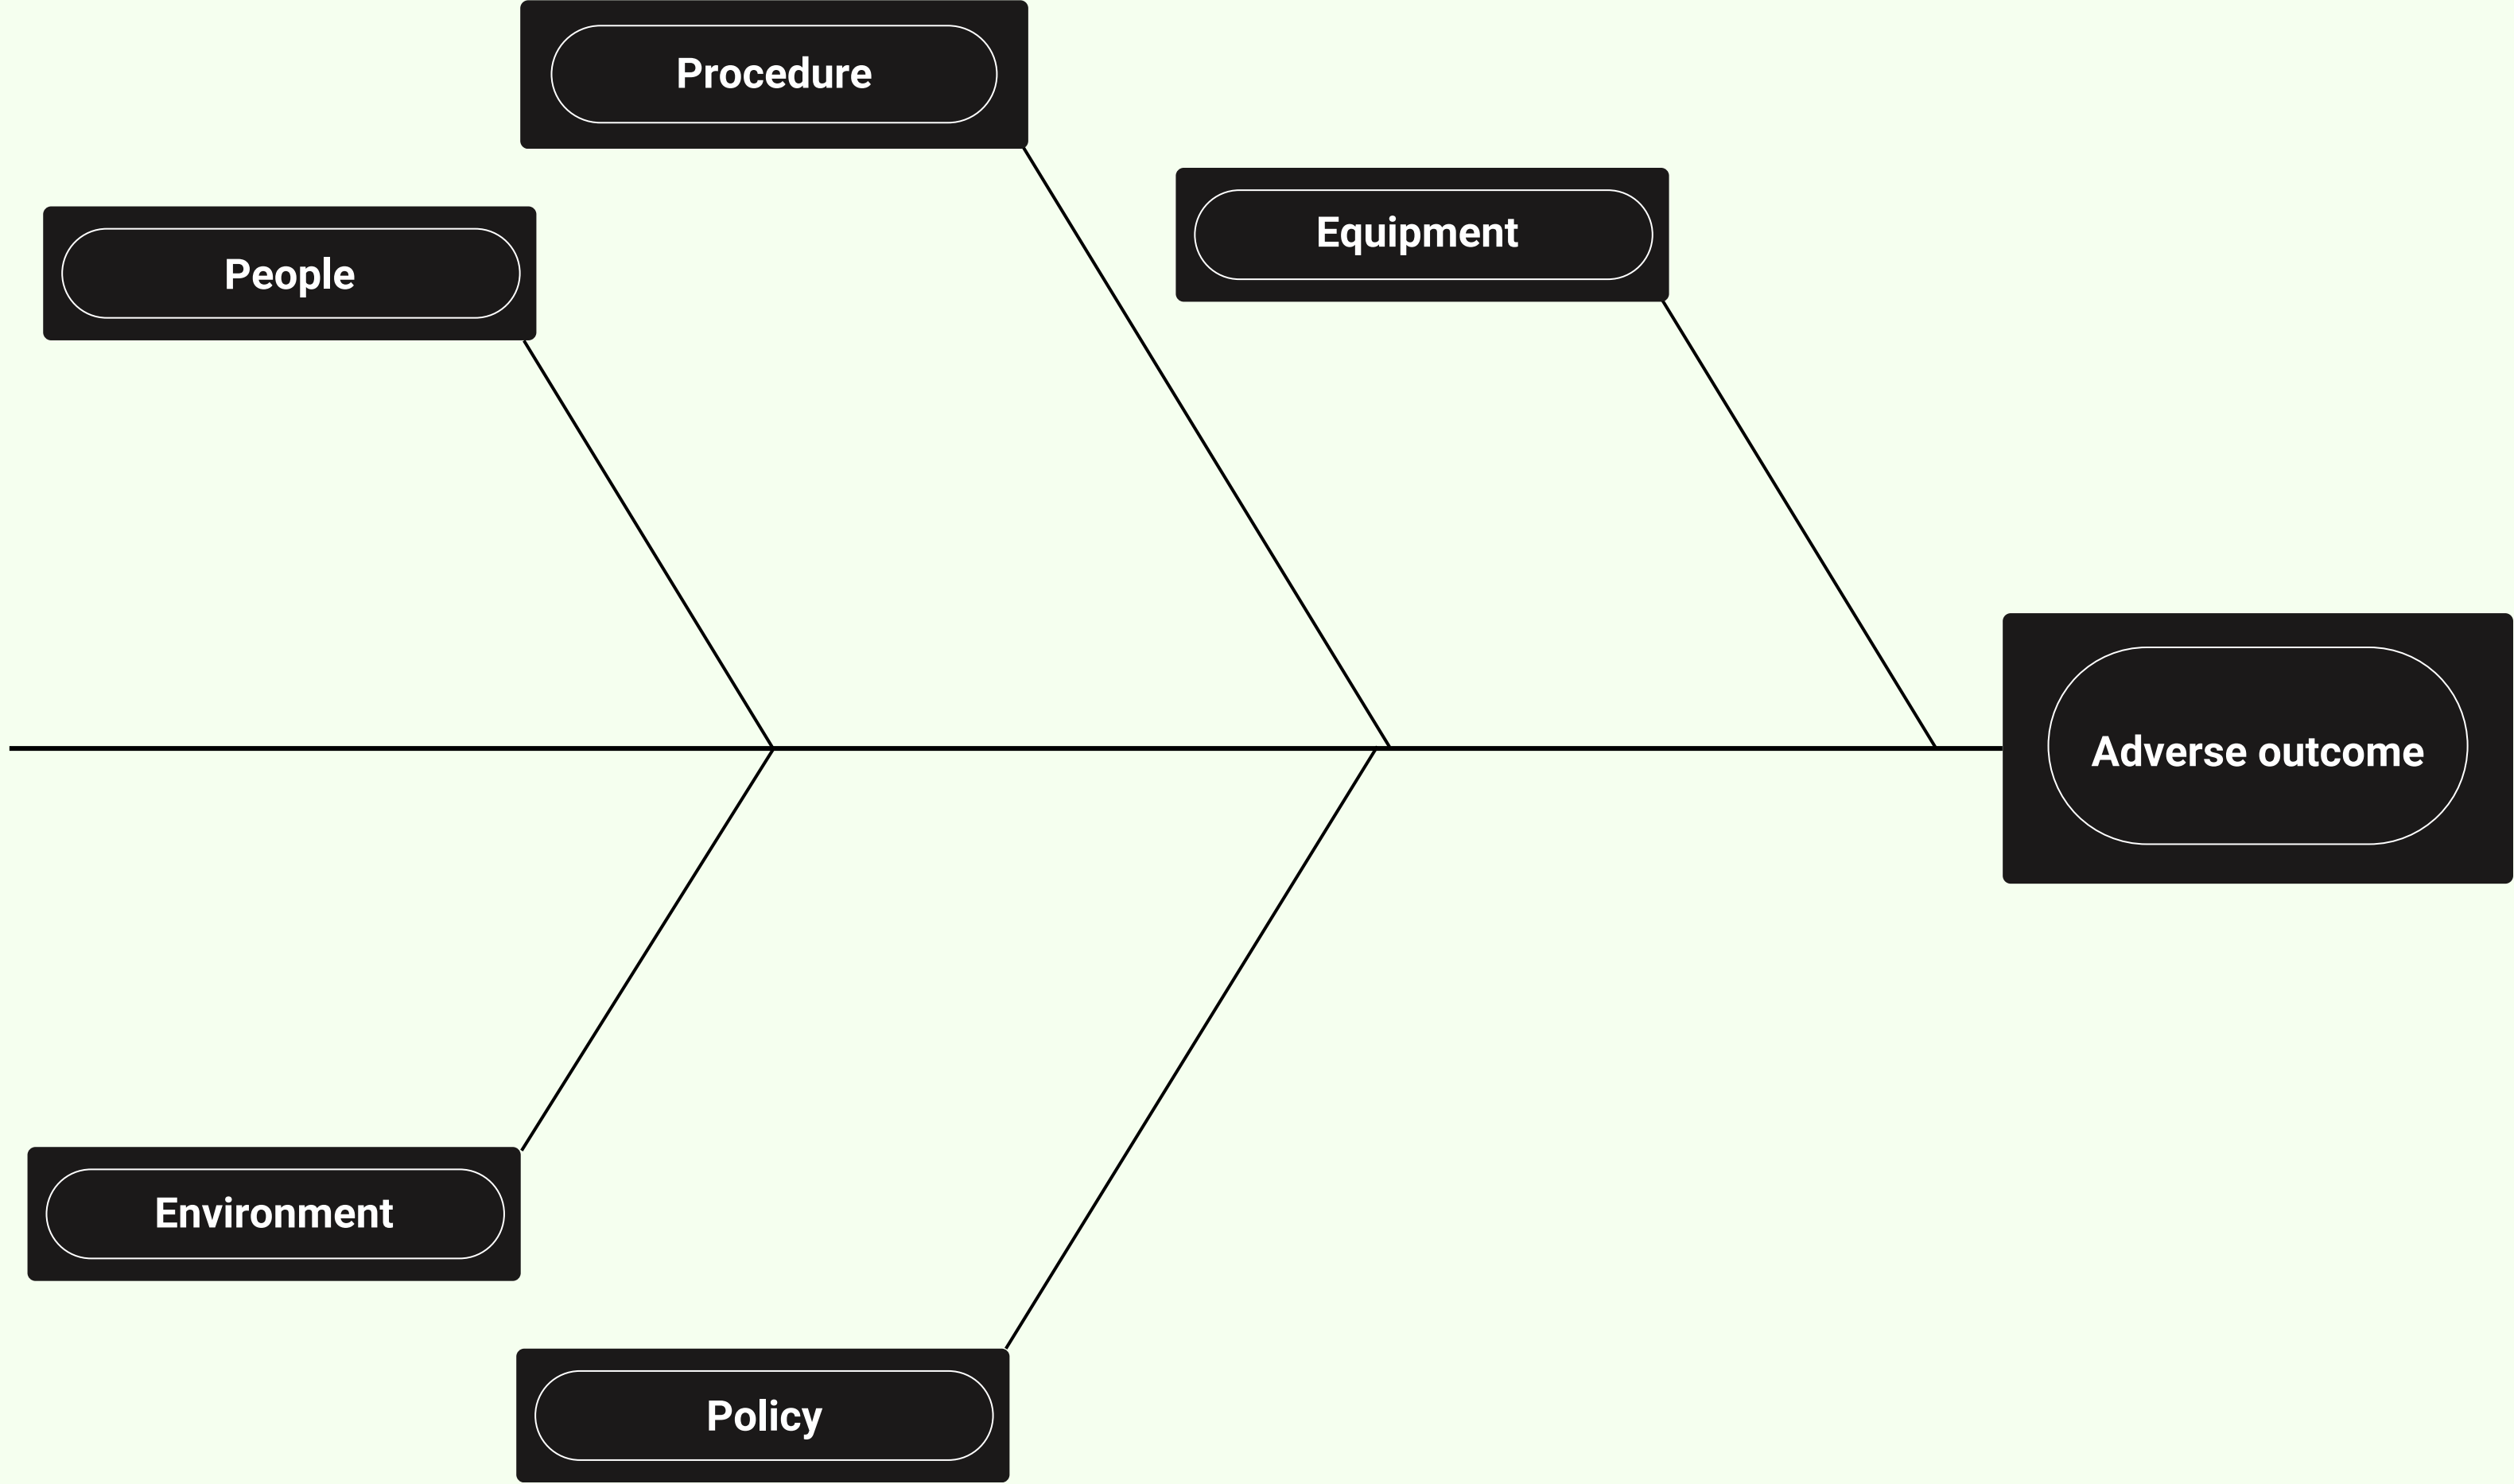 Procedure
People
Equipment
Adverse outcome
Environment
Policy